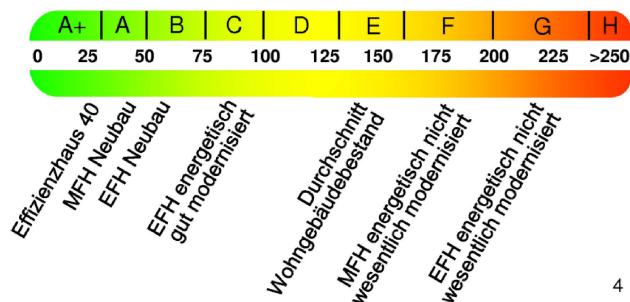 A+ A B C D E F G H
0 25 50 75 100 125 150 175 200 225 >250
Effizienzhaus 40
MFH Neubau
EFH Neubau
EFH energetisch
gut modernisiert
Durchschnitt
Wohngebäudebestand
MFH energetisch nicht
wesentlich modernisiert
EFH energetisch nicht
wesentlich modernisiert
4